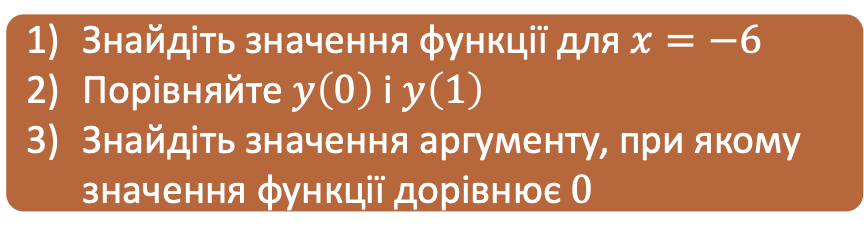 1) Знайдіть значення функції для x = −6
2) Порівняйте y(0) і y(1)
3) Знайдіть значення аргументу, при якому
значення функції дорівнює 0